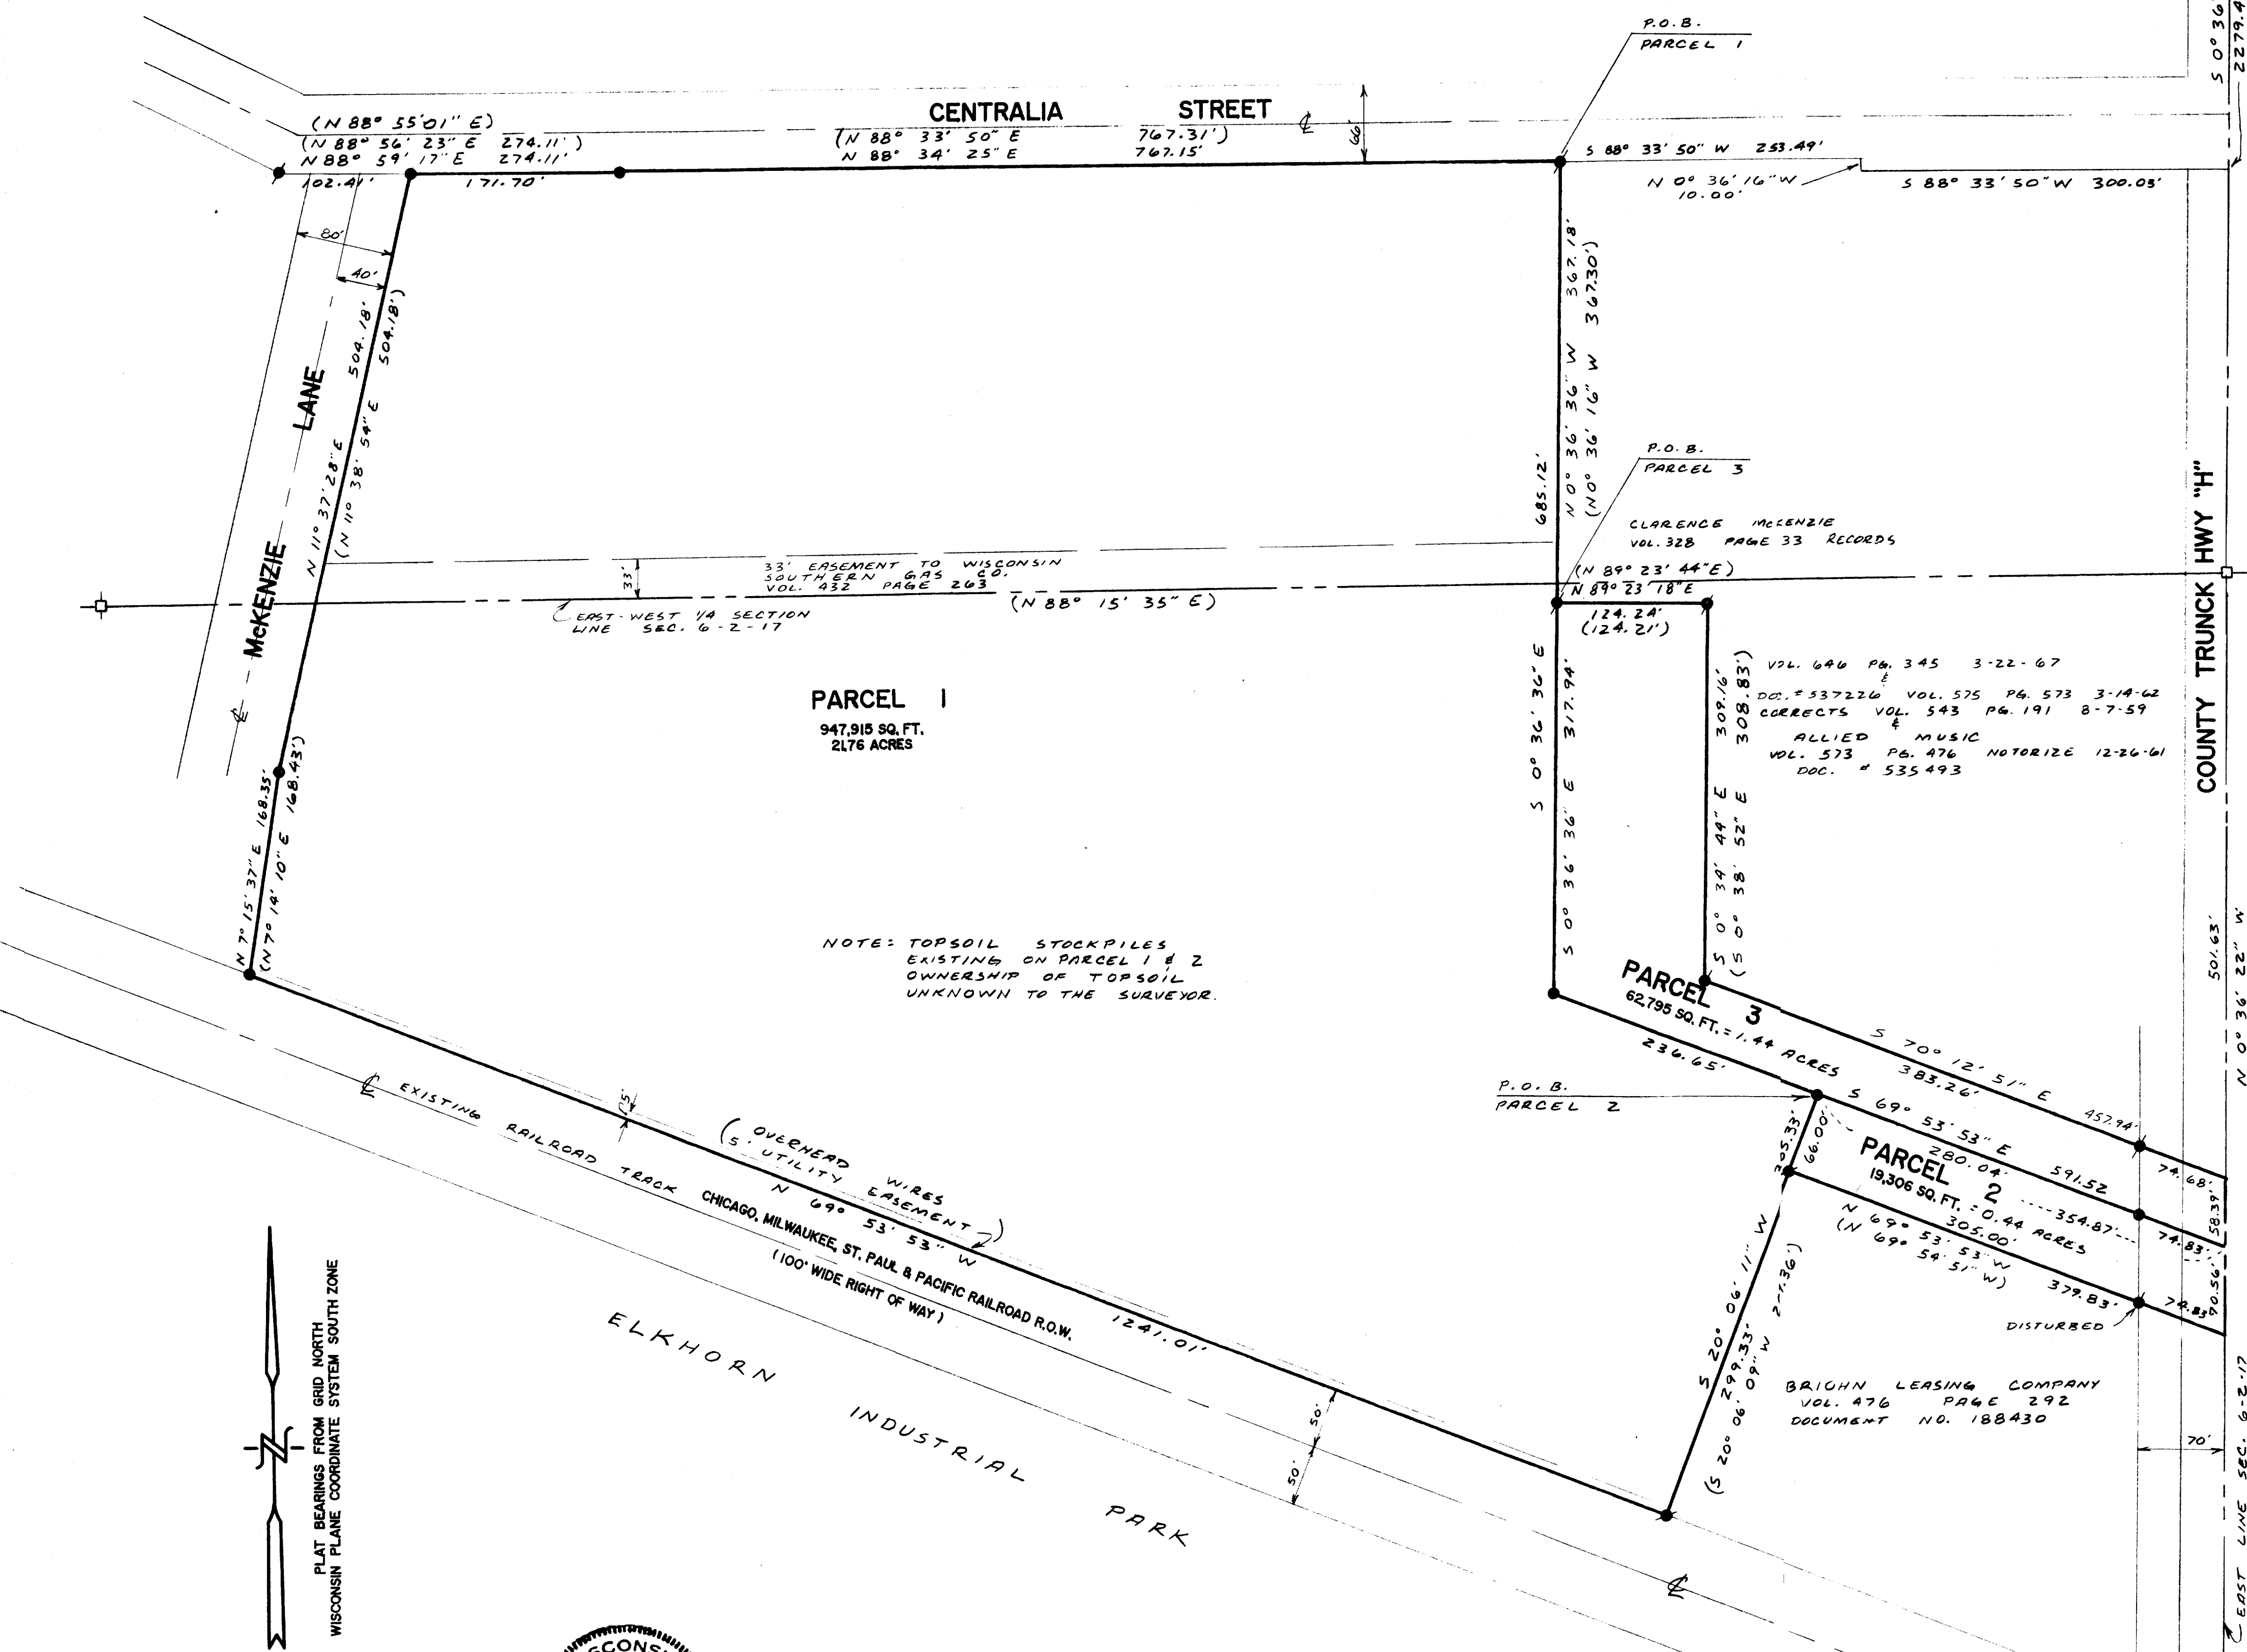 P.O.B.
PARCEL 1
S 0° 36'
2279.4
CENTRALIA STREET
℄
66'
(N 88° 55' 01" E)
(N 88° 56' 23" E 274.11')
N 88° 59' 17" E 274.11'
102.41'
171.70'
(N 88° 33' 50" E 767.31')
N 88° 34' 25" E 767.15'
S 88° 33' 50" W 253.49'
N 0° 36' 16" W
10.00'
S 88° 33' 50" W 300.05'
80'
40'
McKENZIE LANE
℄
N 11° 37' 28" E 504.18'
(N 11° 38' 54" E 504.18')
N 7° 15' 37" E 168.35'
(N 7° 14' 10" E 168.43')
685.12'
S 0° 36' 36" E
N 0° 36' 36" W 367.18'
(N 0° 36' 16" W 367.30')
P.O.B.
PARCEL 3
CLARENCE McKENZIE
VOL. 328 PAGE 33 RECORDS
(N 89° 23' 44" E)
N 89° 23' 18" E
124.24'
(124.21')
33'
33' EASEMENT TO WISCONSIN
SOUTHERN GAS CO.
VOL. 432 PAGE 263
(N 88° 15' 35" E)
EAST-WEST 1/4 SECTION
LINE SEC. 6-2-17
PARCEL 1
947,915 SQ. FT.
21.76 ACRES
S 0° 36' 36" E 317.94'
S 0° 34' 44" E 309.16'
(S 0° 38' 52" E 308.83')
VOL. 646 PG. 345 3-22-67
&
DOC. # 537226 VOL. 575 PG. 573 3-14-62
CORRECTS VOL. 543 PG. 191 8-7-59
&
ALLIED MUSIC
VOL. 573 PG. 476 NOTORIZE 12-26-61
DOC. # 535493
COUNTY TRUNCK HWY "H"
501.63'
N 0° 36' 22" W
NOTE: TOPSOIL STOCKPILES
EXISTING ON PARCEL 1 & 2
OWNERSHIP OF TOPSOIL
UNKNOWN TO THE SURVEYOR.
PARCEL 3
62,795 SQ. FT. = 1.44 ACRES
236.65'
S 70° 12' 51" E
383.26'
457.94'
74.68'
P.O.B.
PARCEL 2
S 69° 53' 53" E
280.04'
591.52
58.39'
305.33'
66.00'
PARCEL 2
19,306 SQ. FT. = 0.44 ACRES
354.87'
74.83'
N 69° 53' 53" W
305.00'
(N 69° 54' 51" W)
379.83'
74.83'
70.56'
DISTURBED
S 20° 06' 11" W
299.33'
(S 20° 06' 09" W
BRIOHN LEASING COMPANY
VOL. 476 PAGE 292
DOCUMENT NO. 188430
70'
℄ EAST LINE SEC. 6-2-17
5'
(OVERHEAD WIRES
5' UTILITY EASEMENT)
N 69° 53' 53" W
1241.01'
℄ EXISTING RAILROAD TRACK
CHICAGO, MILWAUKEE, ST. PAUL & PACIFIC RAILROAD R.O.W.
(100' WIDE RIGHT OF WAY)
50'
50'
℄
ELKHORN INDUSTRIAL PARK
PLAT BEARINGS FROM GRID NORTH
WISCONSIN PLANE COORDINATE SYSTEM SOUTH ZONE
N